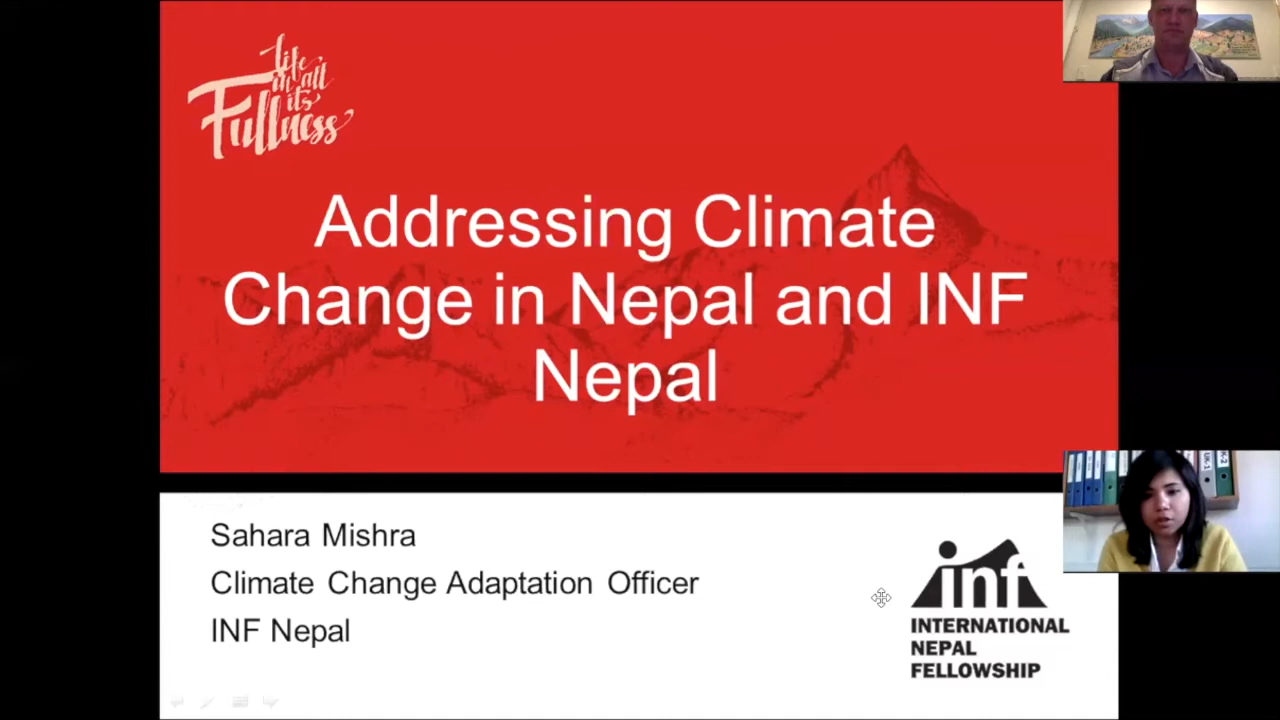 Life
in all
its
Fullness
Addressing Climate
Change in Nepal and INF
Nepal
Sahara Mishra
Climate Change Adaptation Officer
INF Nepal
inf
INTERNATIONAL
NEPAL
FELLOWSHIP